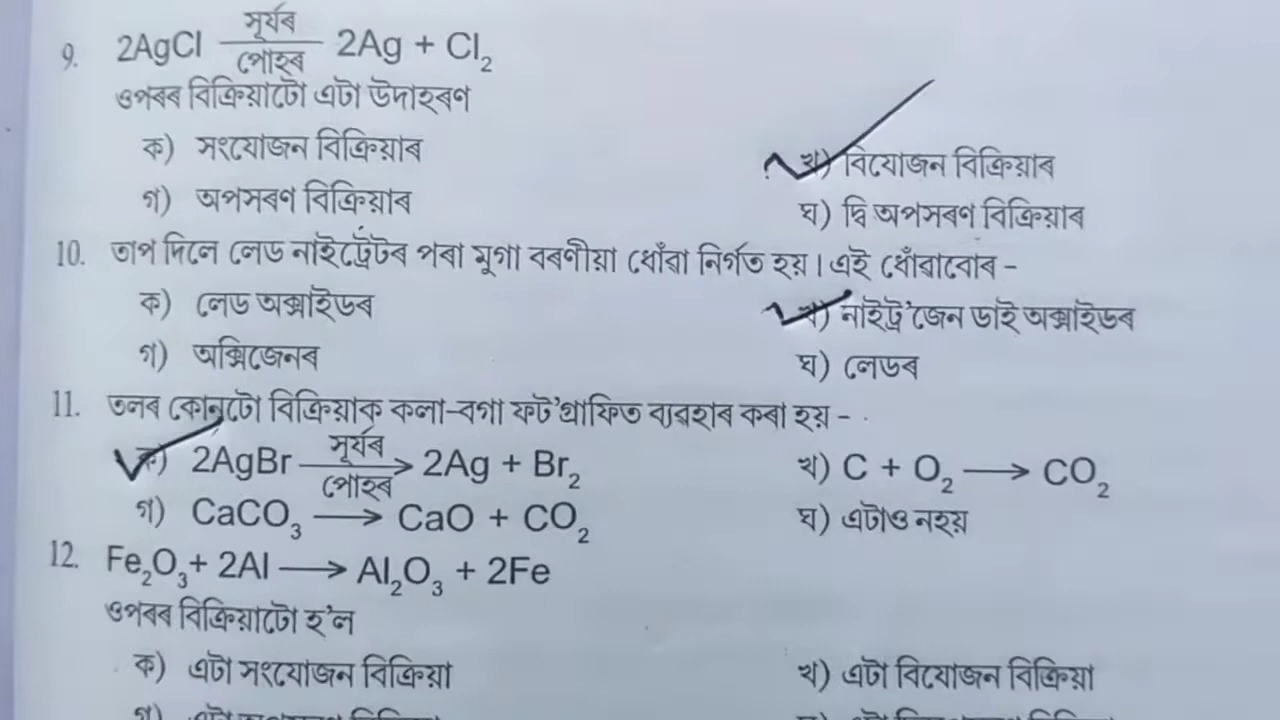 9. 2AgCl সূৰ্যৰ পোহৰ 2Ag + Cl₂
ওপৰৰ বিক্ৰিয়াটো এটা উদাহৰণ
ক) সংযোজন বিক্ৰিয়াৰ খ) বিযোজন বিক্ৰিয়াৰ
গ) অপসৰণ বিক্ৰিয়াৰ ঘ) দ্বি অপসৰণ বিক্ৰিয়াৰ
10. তাপ দিলে লেড নাইট্ৰেটৰ পৰা মুগা বৰণীয়া ধোঁৱা নিৰ্গত হয়। এই ধোঁৱাবোৰ –
ক) লেড অক্সাইডৰ খ) নাইট্ৰ'জেন ডাই অক্সাইডৰ
গ) অক্সিজেনৰ ঘ) লেডৰ
11. তলৰ কোনটো বিক্ৰিয়াক কলা-বগা ফট'গ্ৰাফিত ব্যৱহাৰ কৰা হয় –
ক) 2AgBr সূৰ্যৰ পোহৰ → 2Ag + Br₂ খ) C + O₂ → CO₂
গ) CaCO₃ → CaO + CO₂ ঘ) এটাও নহয়
12. Fe₂O₃ + 2Al → Al₂O₃ + 2Fe
ওপৰৰ বিক্ৰিয়াটো হ'ল
ক) এটা সংযোজন বিক্ৰিয়া খ) এটা বিযোজন বিক্ৰিয়া